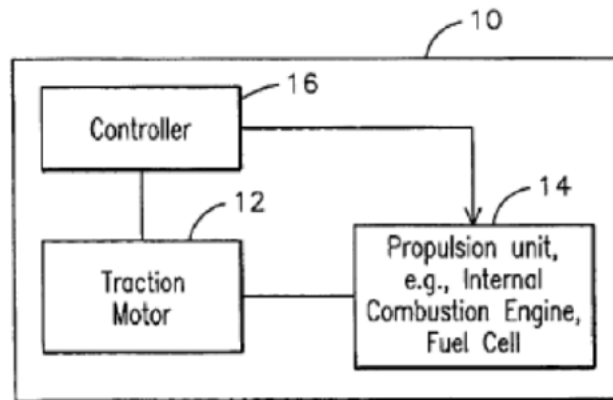 10
16
Controller
12
14
Traction
Motor
Propulsion unit,
e.g., Internal
Combustion Engine,
Fuel Cell